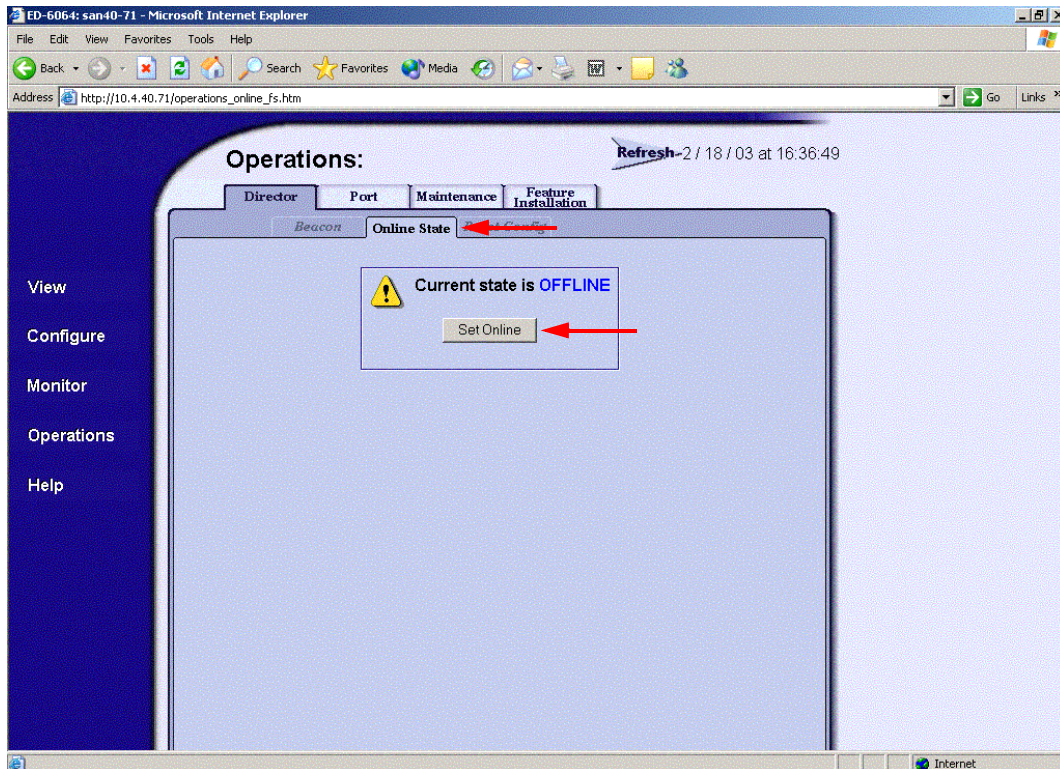 ED-6064: san40-71 - Microsoft Internet Explorer
File Edit View Favorites Tools Help
Back Search Favorites Media
Address http://10.4.40.71/operations_online_fs.htm Go Links »
Operations:
Refresh-2 / 18 / 03 at 16:36:49
Director Port Maintenance Feature Installation
Beacon Online State Config
Current state is OFFLINE
Set Online
View
Configure
Monitor
Operations
Help
Internet